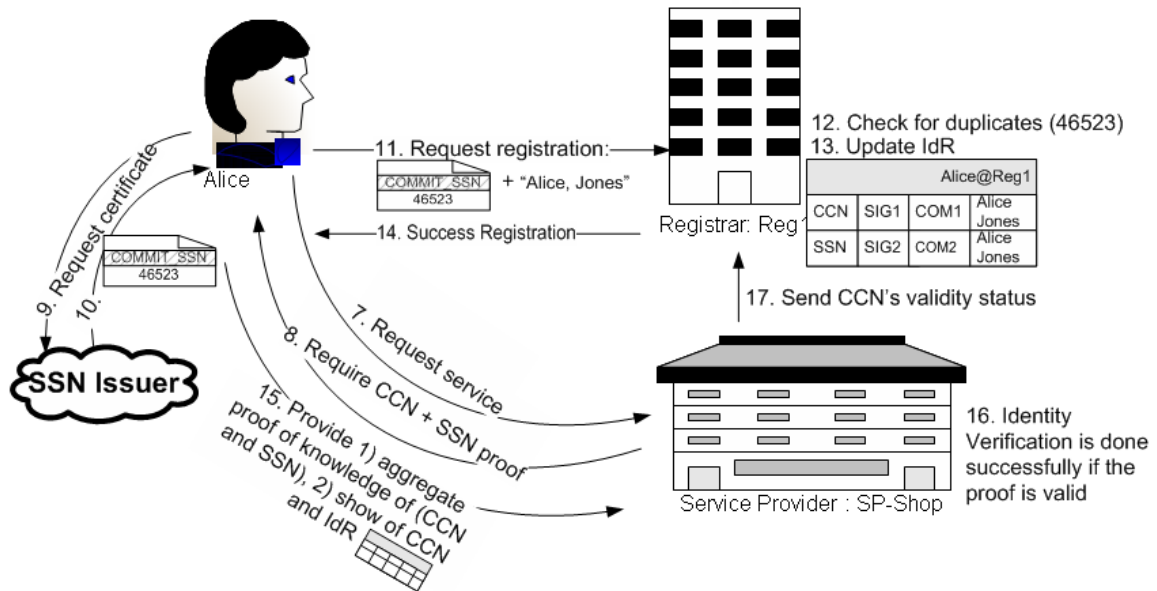 Alice
9. Request certificate
10.
COMMIT SSN
46523
SSN Issuer
11. Request registration:
COMMIT SSN
46523
+ "Alice, Jones"
14. Success Registration
Registrar: Reg1
12. Check for duplicates (46523)
13. Update IdR
Alice@Reg1
CCN SIG1 COM1 Alice
Jones
SSN SIG2 COM2 Alice
Jones
7. Request service
8. Require CCN + SSN proof
15. Provide 1) aggregate
proof of knowledge of (CCN
and SSN), 2) show of CCN
and IdR
17. Send CCN's validity status
Service Provider : SP-Shop
16. Identity
Verification is done
successfully if the
proof is valid